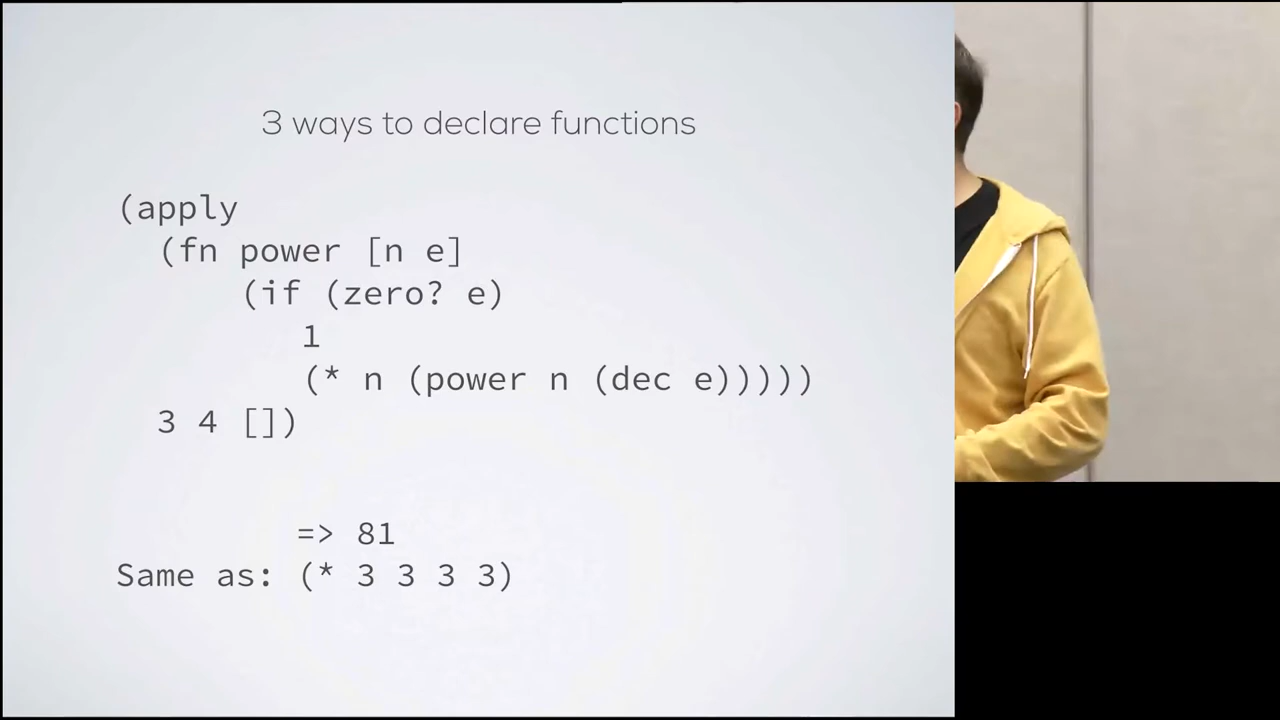 3 ways to declare functions
(apply
(fn power [n e]
(if (zero? e)
1
(* n (power n (dec e)))))
3 4 [])
=> 81
Same as: (* 3 3 3 3)